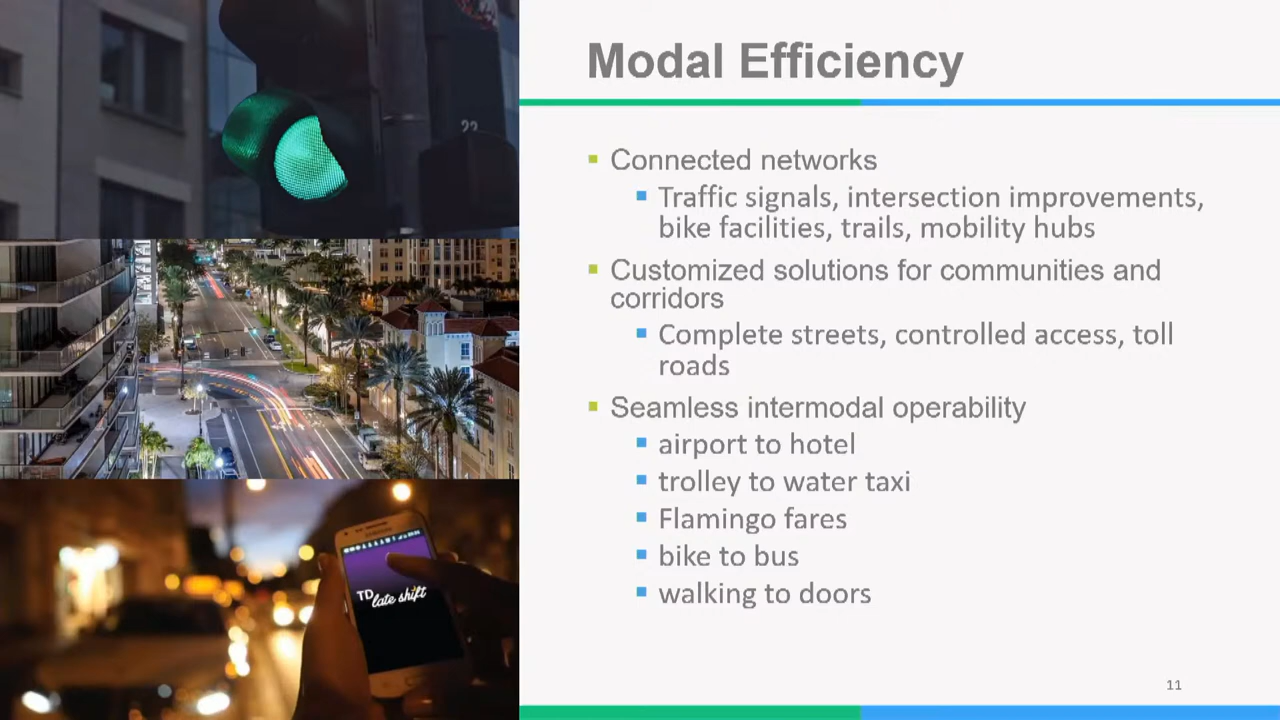 Modal Efficiency
Connected networks
Traffic signals, intersection improvements,
bike facilities, trails, mobility hubs
Customized solutions for communities and
corridors
Complete streets, controlled access, toll
roads
Seamless intermodal operability
airport to hotel
trolley to water taxi
Flamingo fares
bike to bus
walking to doors
11
22
SAMSUNG
TD late shift